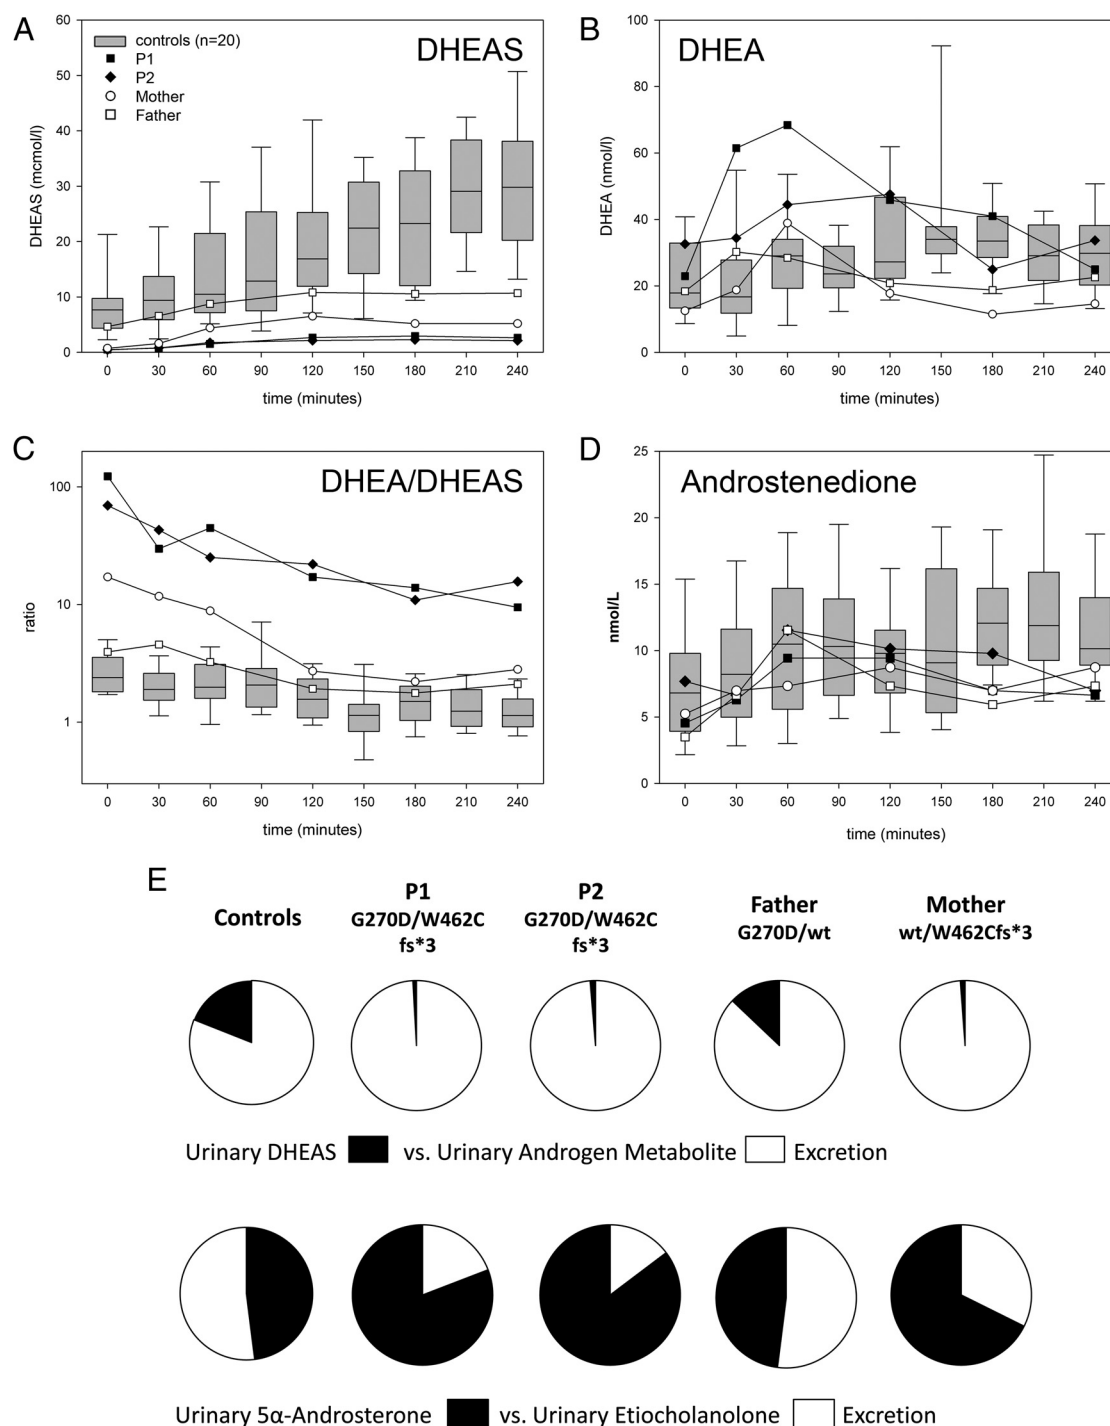 A
DHEAS
controls (n=20)
P1
P2
Mother
Father
60
50
40
30
20
10
0
DHEAS (mcmol/l)
0 30 60 90 120 150 180 210 240
time (minutes)
B
DHEA
100
80
60
40
20
0
DHEA (nmol/l)
0 30 60 90 120 150 180 210 240
time (minutes)
C
DHEA/DHEAS
100
10
1
ratio
0 30 60 90 120 150 180 210 240
time (minutes)
D
Androstenedione
25
20
15
10
5
0
nmol/L
0 30 60 90 120 150 180 210 240
time (minutes)
E
Controls
P1
G270D/W462C
fs*3
P2
G270D/W462C
fs*3
Father
G270D/wt
Mother
wt/W462Cfs*3
Urinary DHEAS vs. Urinary Androgen Metabolite Excretion
Urinary 5α-Androsterone vs. Urinary Etiocholanolone Excretion